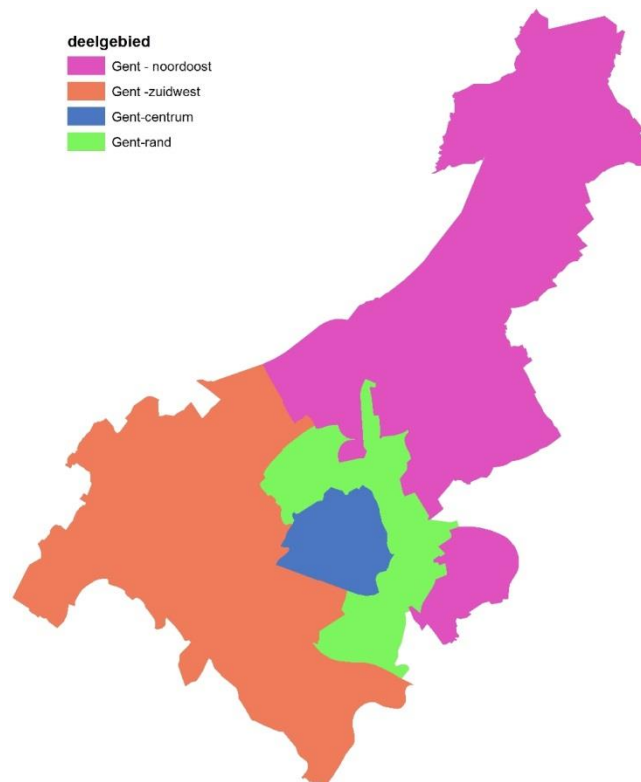 deelgebied
Gent - noordoost
Gent -zuidwest
Gent-centrum
Gent-rand